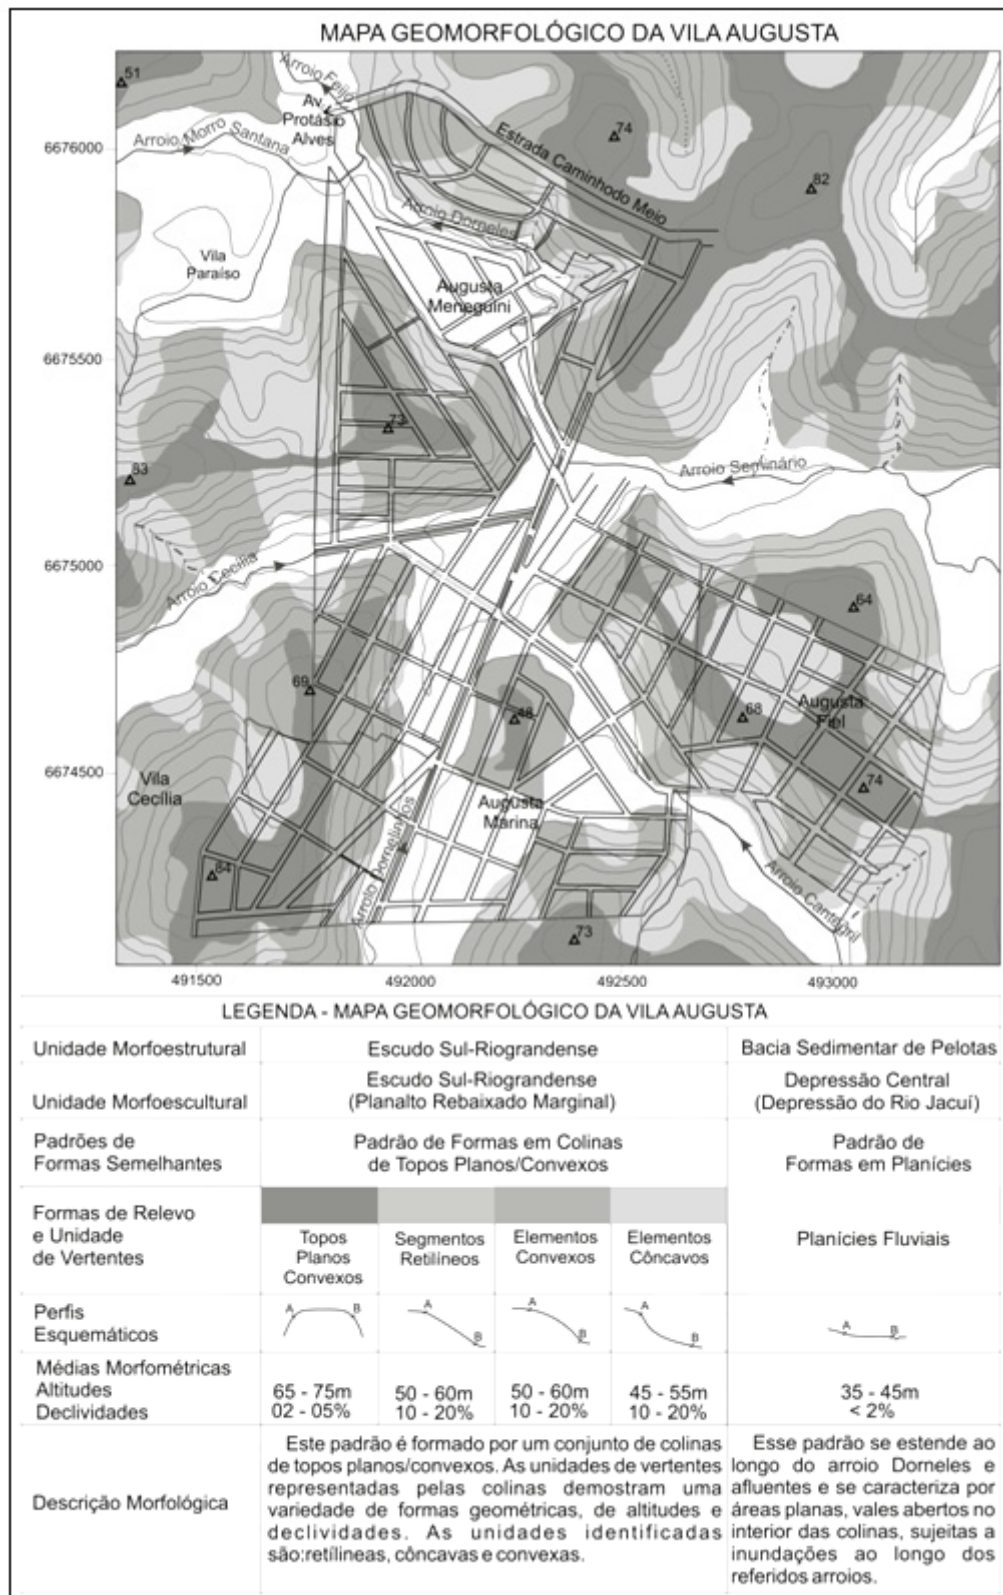 MAPA GEOMORFOLÓGICO DA VILA AUGUSTA
51
Arroio Feijó
Av.
Protásio
Alves
74
6676000
Arroio Morro Santana
Estrada Caminhodo Meio
82
Arroio Dorneles
Vila
Paraíso
Augusta
Meneguini
6675500
73
83
Arroio Seminário
6675000
Arroio Cecília
64
69
68
Augusta
Fiel
48
6674500
Vila
Cecília
74
Augusta
Marina
Arroio Dornelinhos
84
Arroio Cantagril
73
491500 492000 492500 493000
LEGENDA - MAPA GEOMORFOLÓGICO DA VILA AUGUSTA
Unidade Morfoestrutural
Escudo Sul-Riograndense
Bacia Sedimentar de Pelotas
Unidade Morfoescultural
Escudo Sul-Riograndense
(Planalto Rebaixado Marginal)
Depressão Central
(Depressão do Rio Jacuí)
Padrões de
Formas Semelhantes
Padrão de Formas em Colinas
de Topos Planos/Convexos
Padrão de
Formas em Planícies
Formas de Relevo
e Unidade
de Vertentes
Topos
Planos
Convexos
Segmentos
Retilíneos
Elementos
Convexos
Elementos
Côncavos
Planícies Fluviais
Perfis
Esquemáticos
A B
A B
A B
A B
A B
Médias Morfométricas
Altitudes
Declividades
65 - 75m
02 - 05%
50 - 60m
10 - 20%
50 - 60m
10 - 20%
45 - 55m
10 - 20%
35 - 45m
< 2%
Descrição Morfológica
Este padrão é formado por um conjunto de colinas
de topos planos/convexos. As unidades de vertentes
representadas pelas colinas demostram uma
variedade de formas geométricas, de altitudes e
declividades. As unidades identificadas
são:retílineas, côncavas e convexas.
Esse padrão se estende ao
longo do arroio Dorneles e
afluentes e se caracteriza por
áreas planas, vales abertos no
interior das colinas, sujeitas a
inundações ao longo dos
referidos arroios.